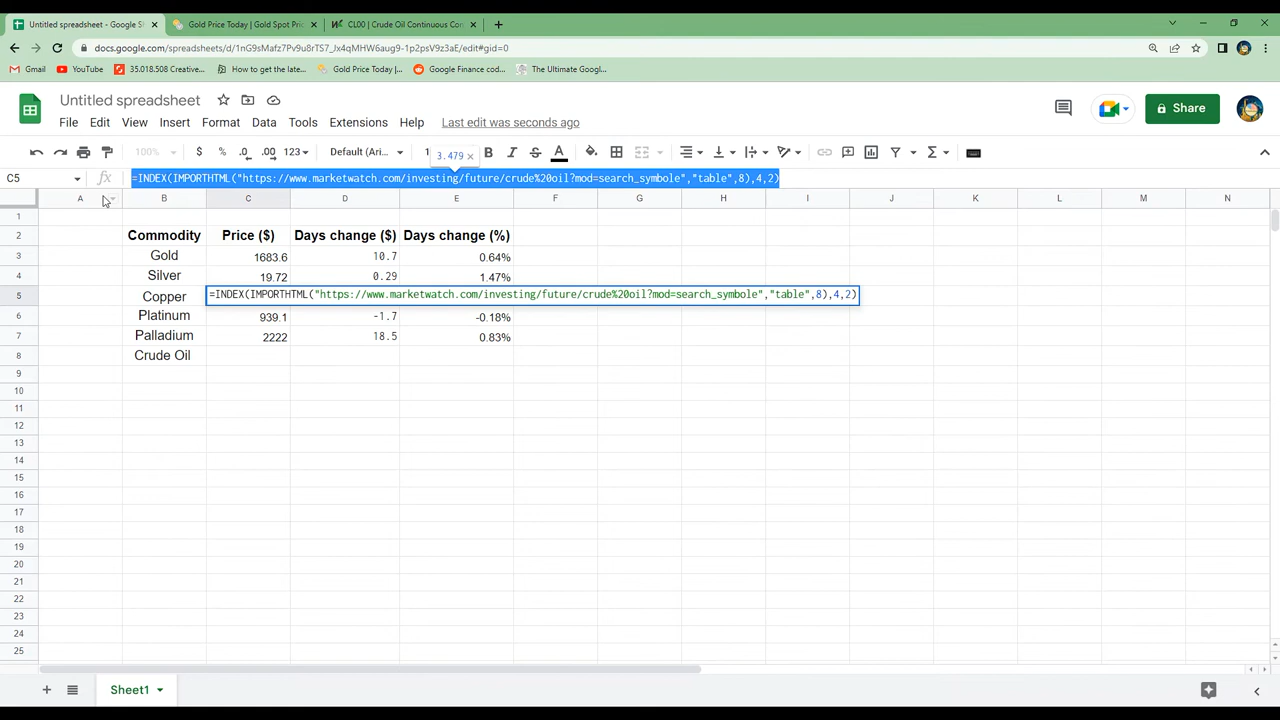 Untitled spreadsheet - Google S
Gold Price Today | Gold Spot Pric
CL00 | Crude Oil Continuous Con
docs.google.com/spreadsheets/d/1nG9sMafz7Pv9u8rTS7_Jx4qMHW6aug9-1p2psV9z3aE/edit#gid=0
Gmail YouTube 35.018.508 Creative... How to get the late... Gold Price Today |... Google Finance cod... The Ultimate Googl...
Untitled spreadsheet
Share
File Edit View Insert Format Data Tools Extensions Help Last edit was seconds ago
100% $ % .0 .00 123 Default (Ari... 1 3.479 × B I S A
C5 fx =INDEX(IMPORTHTML("https://www.marketwatch.com/investing/future/crude%20oil?mod=search_symbole","table",8),4,2)
A B C D E F G H I J K L M N
1
2 Commodity Price ($) Days change ($) Days change (%)
3 Gold 1683.6 10.7 0.64%
4 Silver 19.72 0.29 1.47%
5 Copper =INDEX(IMPORTHTML("https://www.marketwatch.com/investing/future/crude%20oil?mod=search_symbole","table",8),4,2)
6 Platinum 939.1 -1.7 -0.18%
7 Palladium 2222 18.5 0.83%
8 Crude Oil
9
10
11
12
13
14
15
16
17
18
19
20
21
22
23
24
25
Sheet1